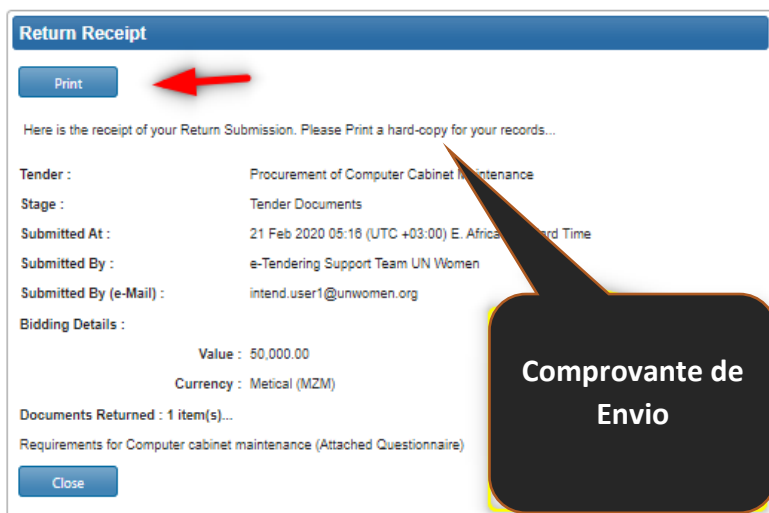 Return Receipt
Print
Here is the receipt of your Return Submission. Please Print a hard-copy for your records...
Tender : Procurement of Computer Cabinet Maintenance
Stage : Tender Documents
Submitted At : 21 Feb 2020 05:16 (UTC +03:00) E. Africa Time
Submitted By : e-Tendering Support Team UN Women
Submitted By (e-Mail) : intend.user1@unwomen.org
Bidding Details :
Value : 50,000.00
Currency : Metical (MZM)
Comprovante de
Envio
Documents Returned : 1 item(s)...
Requirements for Computer cabinet maintenance (Attached Questionnaire)
Close